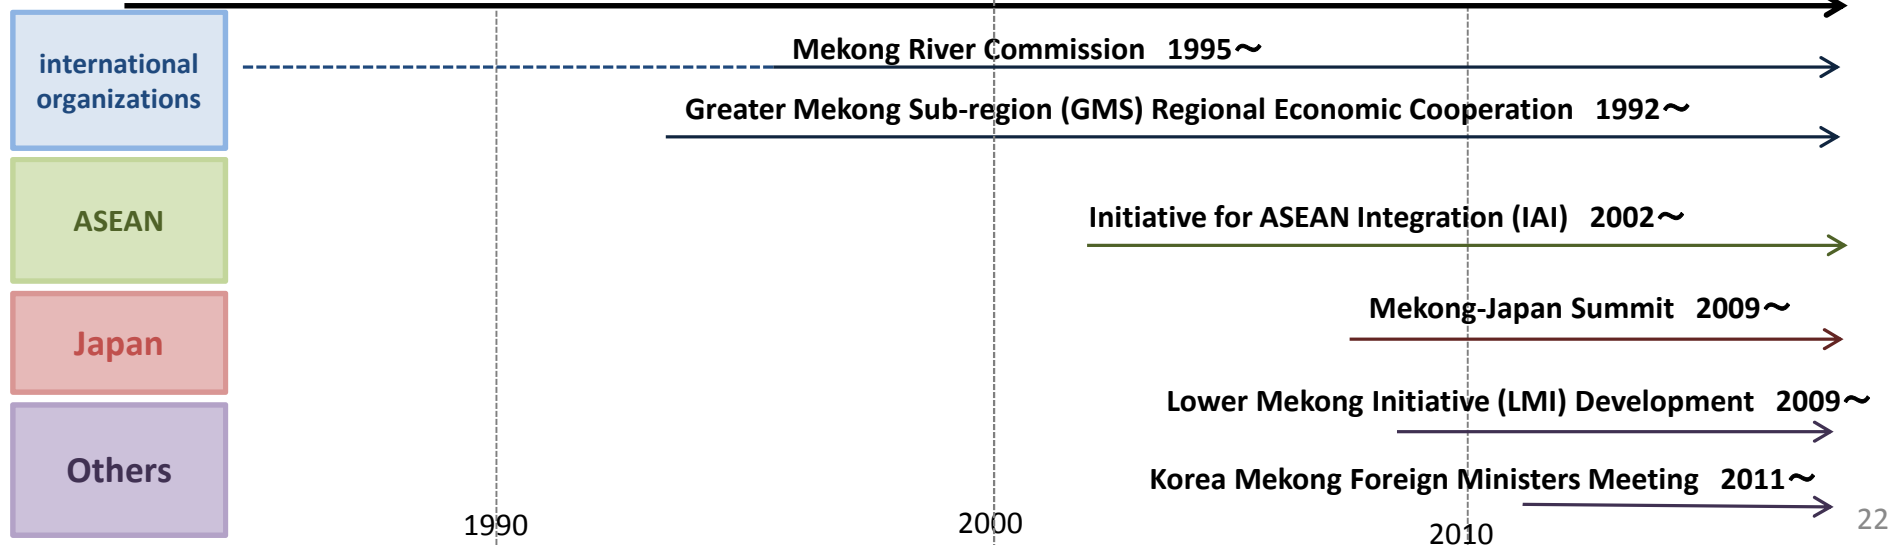 international
organizations
Mekong River Commission 1995～
Greater Mekong Sub-region (GMS) Regional Economic Cooperation 1992～
ASEAN
Initiative for ASEAN Integration (IAI) 2002～
Japan
Mekong-Japan Summit 2009～
Others
Lower Mekong Initiative (LMI) Development 2009～
Korea Mekong Foreign Ministers Meeting 2011～
1990
2000
2010
22